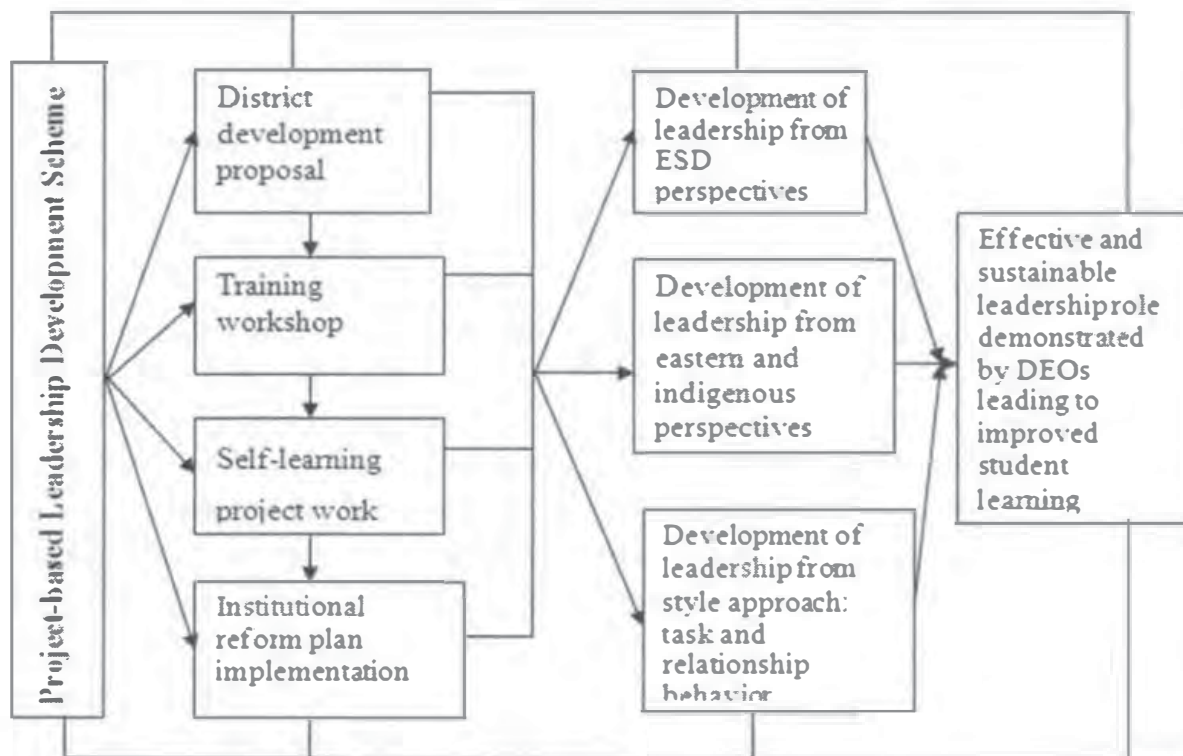 Project-based Leadership Development Scheme
District
development
proposal
Training
workshop
Self-learning
project work
Institutional
reform plan
implementation
Development of
leadership from
ESD
perspectives
Development of
leadership from
eastern and
indigenous
perspectives
Development of
leadership from
style approach:
task and
relationship
behavior
Effective and
sustainable
leadership role
demonstrated
by DEOs
leading to
improved
student
learning